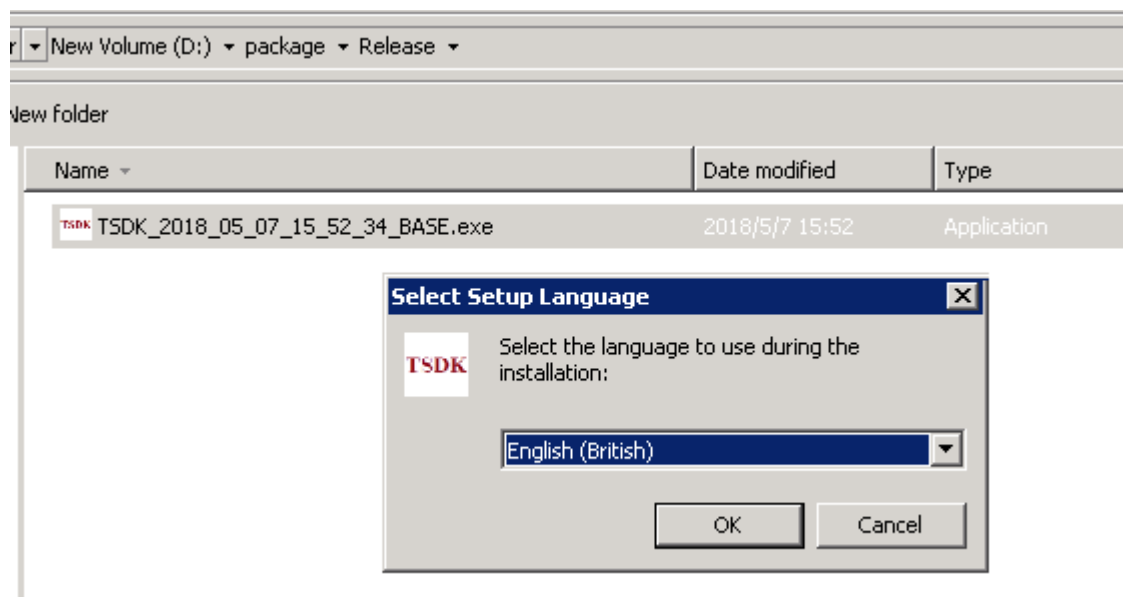 r New Volume (D:) package Release
New folder
Name Date modified Type
TSDK TSDK_2018_05_07_15_52_34_BASE.exe 2018/5/7 15:52 Application
Select Setup Language
TSDK
Select the language to use during the
installation:
English (British)
OK Cancel